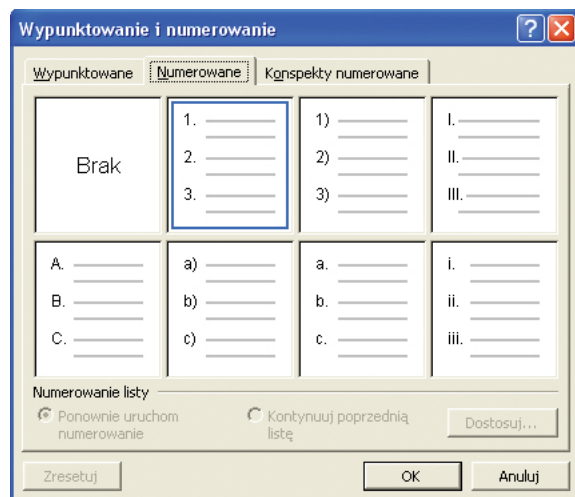 Wypunktowanie i numerowanie
Wypunktowane Numerowane Konspekty numerowane
Brak
1.
2.
3.
1)
2)
3)
I.
II.
III.
A.
B.
C.
a)
b)
c)
a.
b.
c.
i.
ii.
iii.
Numerowanie listy
Ponownie uruchom
numerowanie
Kontynuuj poprzednią
listę
Dostosuj...
Zresetuj OK Anuluj